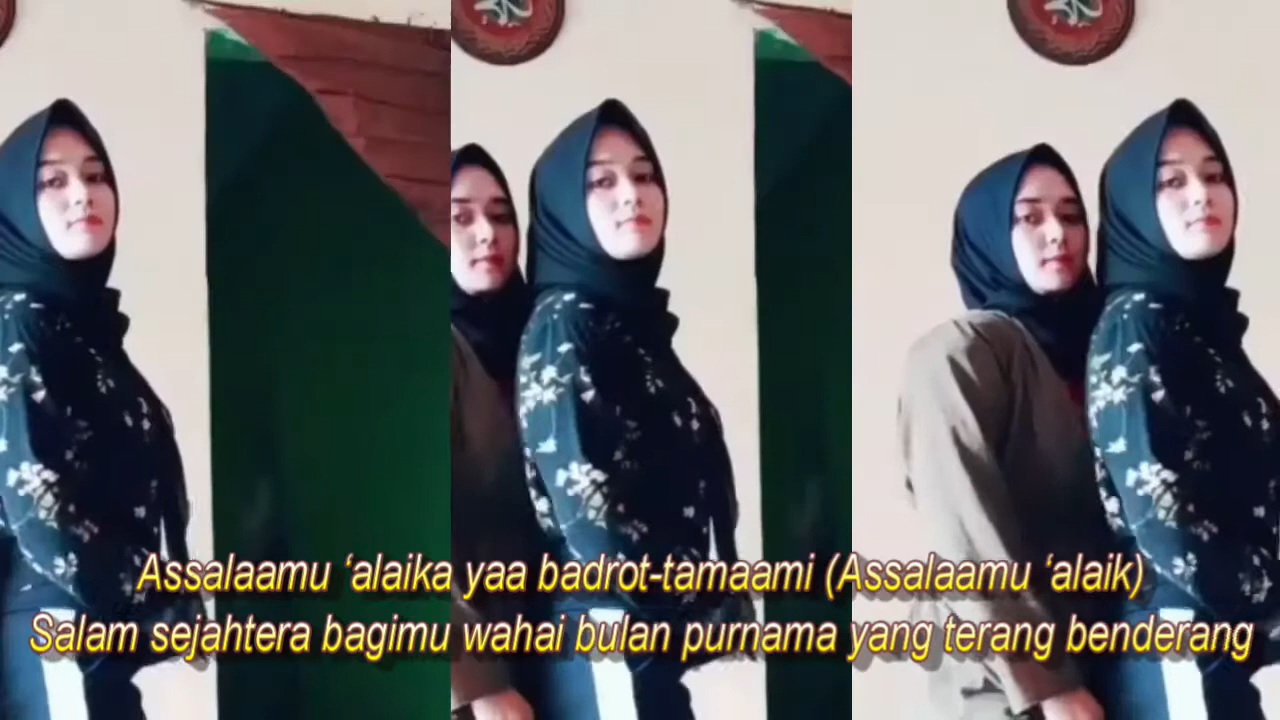 Assalaamu ‘alaika yaa badrot-tamaami (Assalaamu ‘alaik)
Salam sejahtera bagimu wahai bulan purnama yang terang benderang